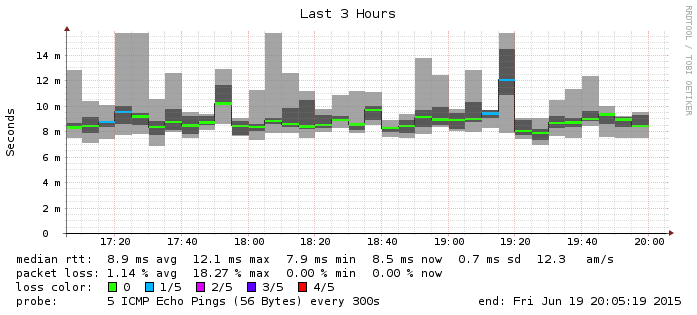 Last 3 Hours
RRDTOOL / TOBI OETIKER
Seconds
14 m
12 m
10 m
8 m
6 m
4 m
2 m
0
17:20 17:40 18:00 18:20 18:40 19:00 19:20 19:40 20:00
median rtt: 8.9 ms avg 12.1 ms max 7.9 ms min 8.5 ms now 0.7 ms sd 12.3 am/s
packet loss: 1.14 % avg 18.27 % max 0.00 % min 0.00 % now
loss color: 0 1/5 2/5 3/5 4/5
probe: 5 ICMP Echo Pings (56 Bytes) every 300s end: Fri Jun 19 20:05:19 2015